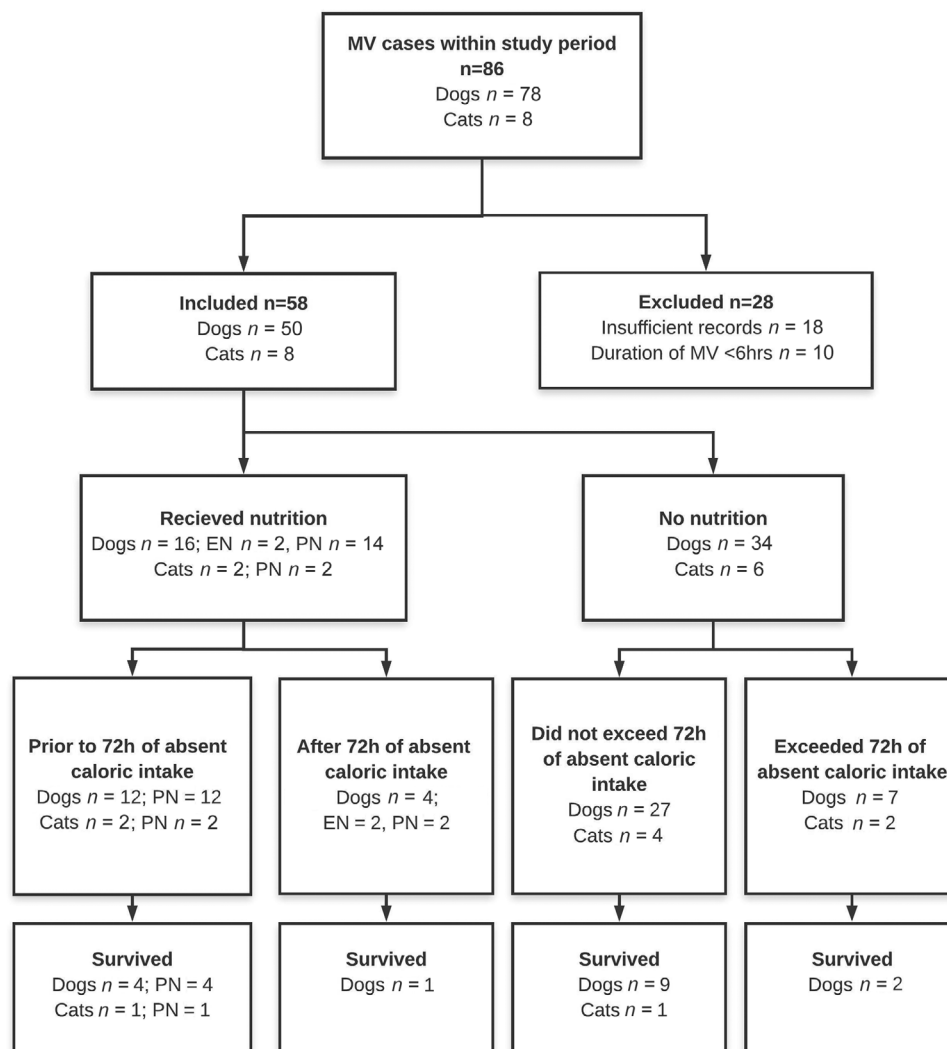 MV cases within study period
n=86
Dogs n = 78
Cats n = 8
Included n=58
Dogs n = 50
Cats n = 8
Excluded n=28
Insufficient records n = 18
Duration of MV <6hrs n = 10
Recieved nutrition
Dogs n = 16; EN n = 2, PN n = 14
Cats n = 2; PN n = 2
No nutrition
Dogs n = 34
Cats n = 6
Prior to 72h of absent
caloric intake
Dogs n = 12; PN = 12
Cats n = 2; PN n = 2
After 72h of absent
caloric intake
Dogs n = 4;
EN = 2, PN = 2
Did not exceed 72h
of absent caloric
intake
Dogs n = 27
Cats n = 4
Exceeded 72h of
absent caloric intake
Dogs n = 7
Cats n = 2
Survived
Dogs n = 4; PN = 4
Cats n = 1; PN = 1
Survived
Dogs n = 1
Survived
Dogs n = 9
Cats n = 1
Survived
Dogs n = 2